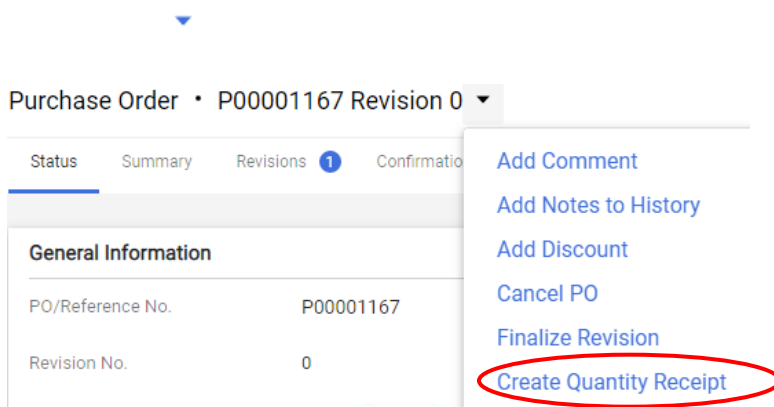 Purchase Order • P00001167 Revision 0
Status Summary Revisions 1 Confirmatio
Add Comment
Add Notes to History
Add Discount
Cancel PO
Finalize Revision
Create Quantity Receipt
General Information
PO/Reference No. P00001167
Revision No. 0